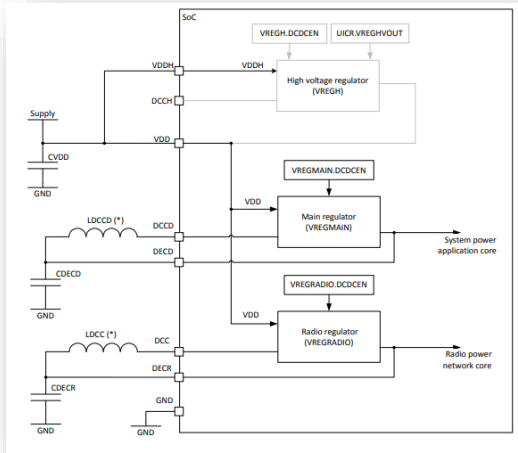 SoC
VREGH.DCDCEN
UICR.VREGHVOUT
VDDH
VDDH
High voltage regulator
(VREGH)
DCCH
Supply
VDD
CVDD
GND
VREGMAIN.DCDCEN
VDD
Main regulator
(VREGMAIN)
LDCCD (*)
DCCD
DECD
System power
application core
CDECD
GND
VREGRADIO.DCDCEN
VDD
Radio regulator
(VREGRADIO)
LDCC (*)
DCC
DECR
Radio power
network core
CDECR
GND
GND
GND